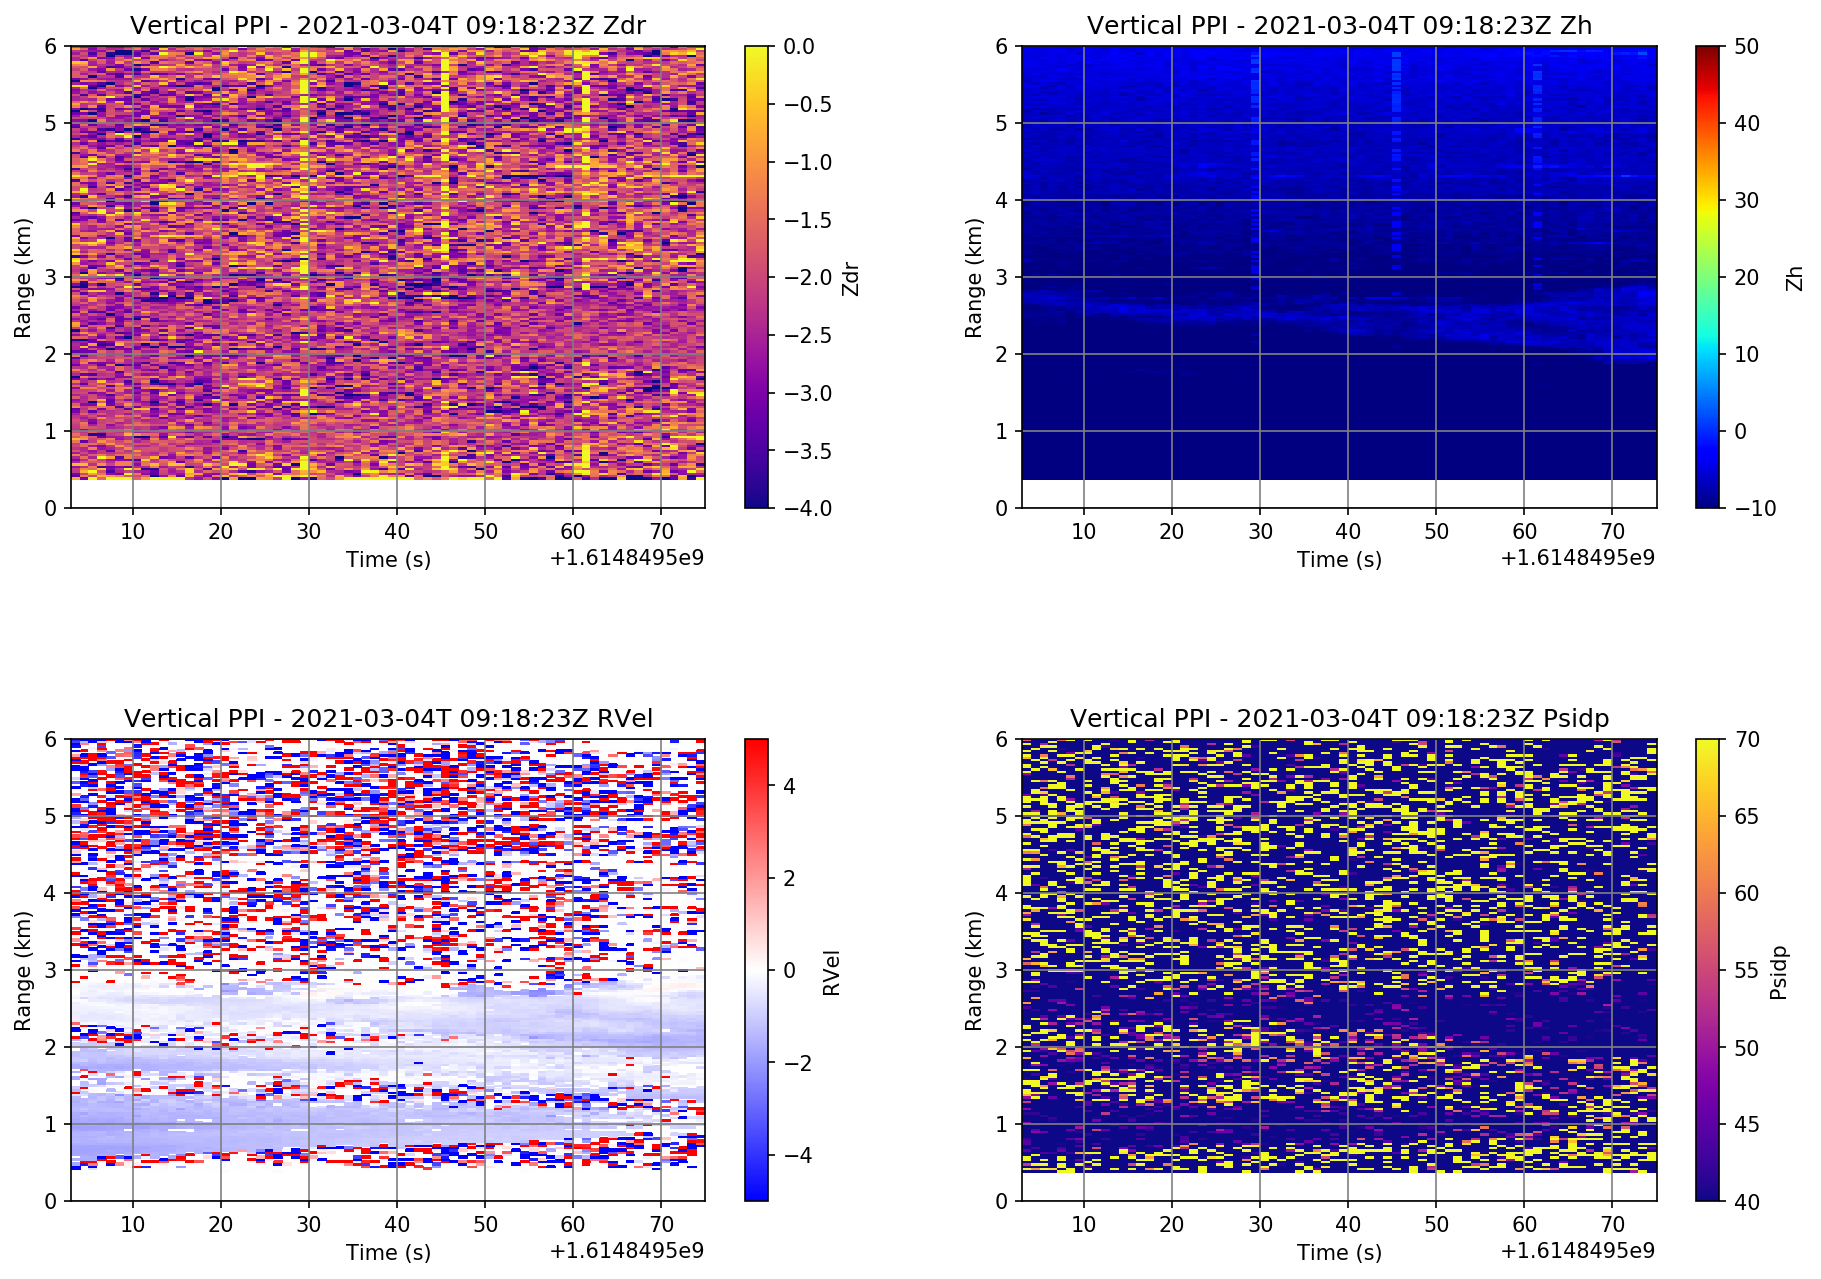 Vertical PPI - 2021-03-04T 09:18:23Z Zdr
6
5
4
3
2
1
0
Range (km)
10 20 30 40 50 60 70
Time (s)
+1.6148495e9
0.0
−0.5
−1.0
−1.5
−2.0
−2.5
−3.0
−3.5
−4.0
Zdr
Vertical PPI - 2021-03-04T 09:18:23Z Zh
6
5
4
3
2
1
0
Range (km)
10 20 30 40 50 60 70
Time (s)
+1.6148495e9
50
40
30
20
10
0
−10
Zh
Vertical PPI - 2021-03-04T 09:18:23Z RVel
6
5
4
3
2
1
0
Range (km)
10 20 30 40 50 60 70
Time (s)
+1.6148495e9
4
2
0
−2
−4
RVel
Vertical PPI - 2021-03-04T 09:18:23Z Psidp
6
5
4
3
2
1
0
Range (km)
10 20 30 40 50 60 70
Time (s)
+1.6148495e9
70
65
60
55
50
45
40
Psidp